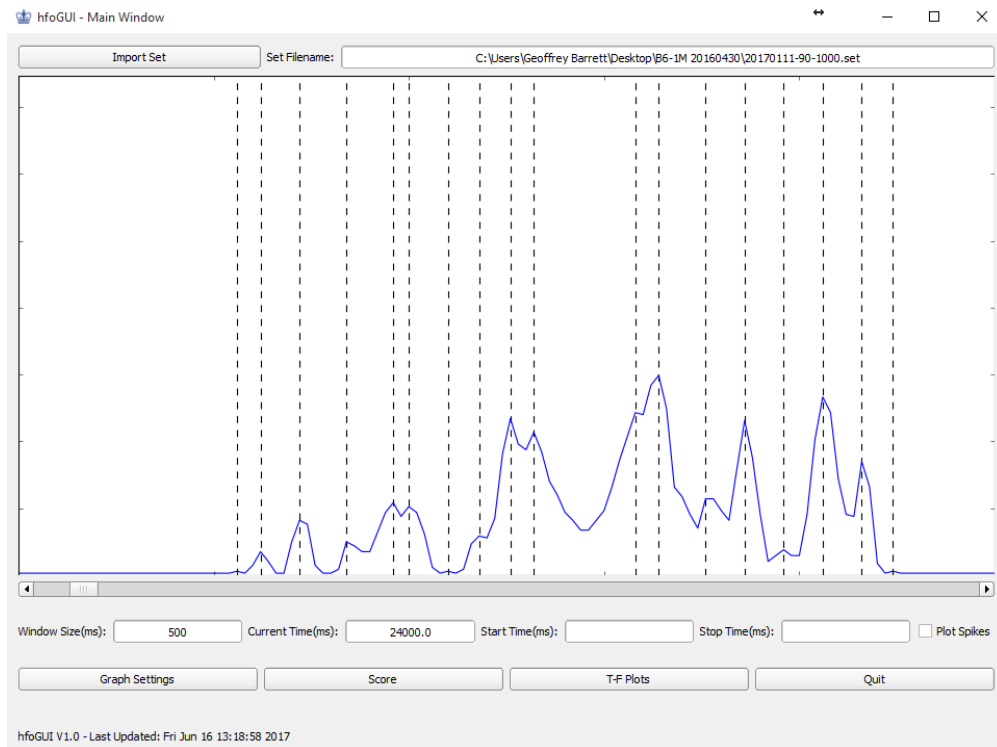 hfoGUI - Main Window
Import Set Set Filename: C:\Users\Geoffrey Barrett\Desktop\B6-1M 20160430\20170111-90-1000.set
Window Size(ms): 500 Current Time(ms): 24000.0 Start Time(ms): Stop Time(ms): Plot Spikes
Graph Settings Score T-F Plots Quit
hfoGUI V1.0 - Last Updated: Fri Jun 16 13:18:58 2017